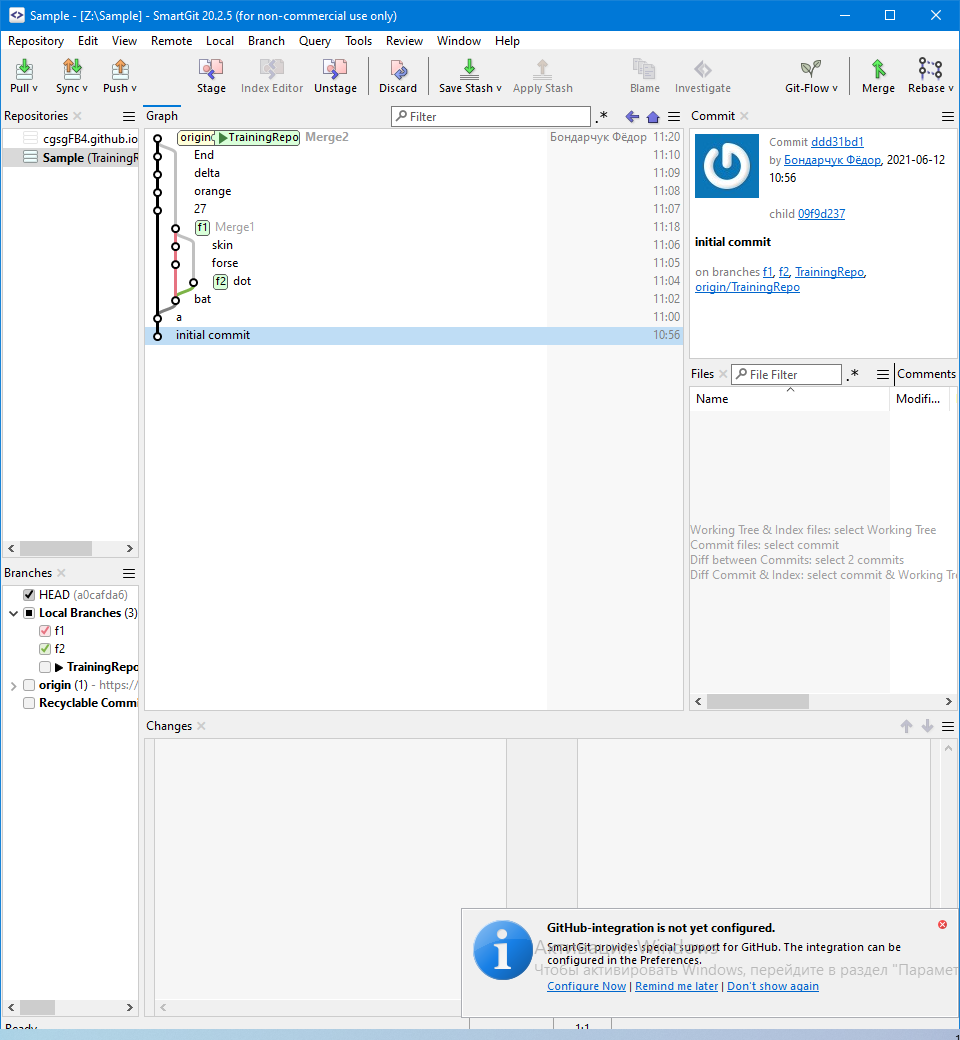 Sample - [Z:\Sample] - SmartGit 20.2.5 (for non-commercial use only)
Repository Edit View Remote Local Branch Query Tools Review Window Help
Pull Sync Push Stage Index Editor Unstage Discard Save Stash Apply Stash Blame Investigate Git-Flow Merge Rebase
Repositories
cgsgFB4.github.io
Sample (TrainingR
Graph
Filter
.*
origin TrainingRepo Merge2 Бондарчук Фёдор 11:20
End 11:10
delta 11:09
orange 11:08
27 11:07
f1 Merge1 11:18
skin 11:06
forse 11:05
f2 dot 11:04
bat 11:02
a 11:00
initial commit 10:56
Commit
Commit ddd31bd1
by Бондарчук Фёдор, 2021-06-12
10:56
child 09f9d237
initial commit
on branches f1, f2, TrainingRepo,
origin/TrainingRepo
Files
File Filter
.*
Comments
Name Modifi...
Working Tree & Index files: select Working Tree
Commit files: select commit
Diff between Commits: select 2 commits
Diff Commit & Index: select commit & Working Tre
Branches
HEAD (a0cafda6)
Local Branches (3)
f1
f2
TrainingRepo
origin (1) - https://
Recyclable Commi
Changes
GitHub-integration is not yet configured.
SmartGit provides special support for GitHub. The integration can be
configured in the Preferences.
Configure Now | Remind me later | Don't show again
Активация Windows
Чтобы активировать Windows, перейдите в раздел "Парамет
Ready
1:1